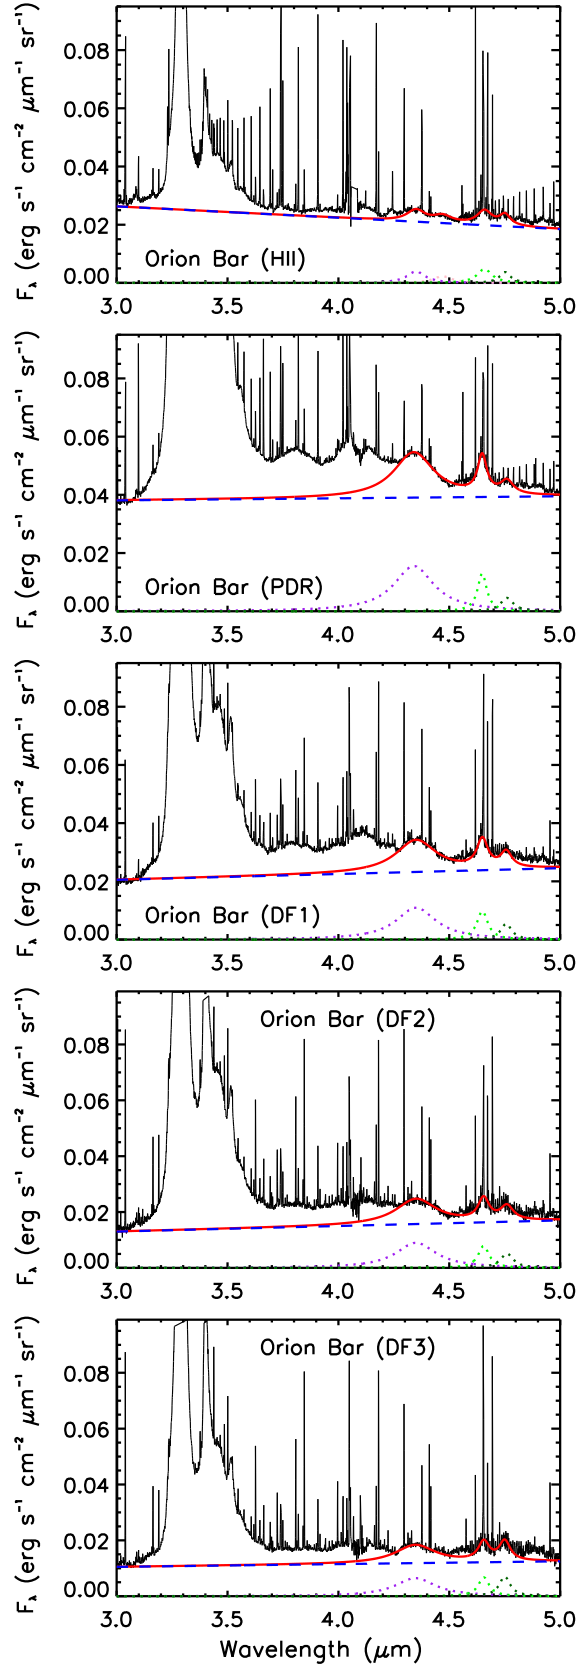 0.08
0.06
0.04
0.02
0.00
F_λ (erg s⁻¹ cm⁻² μm⁻¹ sr⁻¹)
Orion Bar (HII)
3.0 3.5 4.0 4.5 5.0
0.08
0.06
0.04
0.02
0.00
F_λ (erg s⁻¹ cm⁻² μm⁻¹ sr⁻¹)
Orion Bar (PDR)
3.0 3.5 4.0 4.5 5.0
0.08
0.06
0.04
0.02
0.00
F_λ (erg s⁻¹ cm⁻² μm⁻¹ sr⁻¹)
Orion Bar (DF1)
3.0 3.5 4.0 4.5 5.0
Orion Bar (DF2)
0.08
0.06
0.04
0.02
0.00
F_λ (erg s⁻¹ cm⁻² μm⁻¹ sr⁻¹)
3.0 3.5 4.0 4.5 5.0
Orion Bar (DF3)
0.08
0.06
0.04
0.02
0.00
F_λ (erg s⁻¹ cm⁻² μm⁻¹ sr⁻¹)
3.0 3.5 4.0 4.5 5.0
Wavelength (μm)